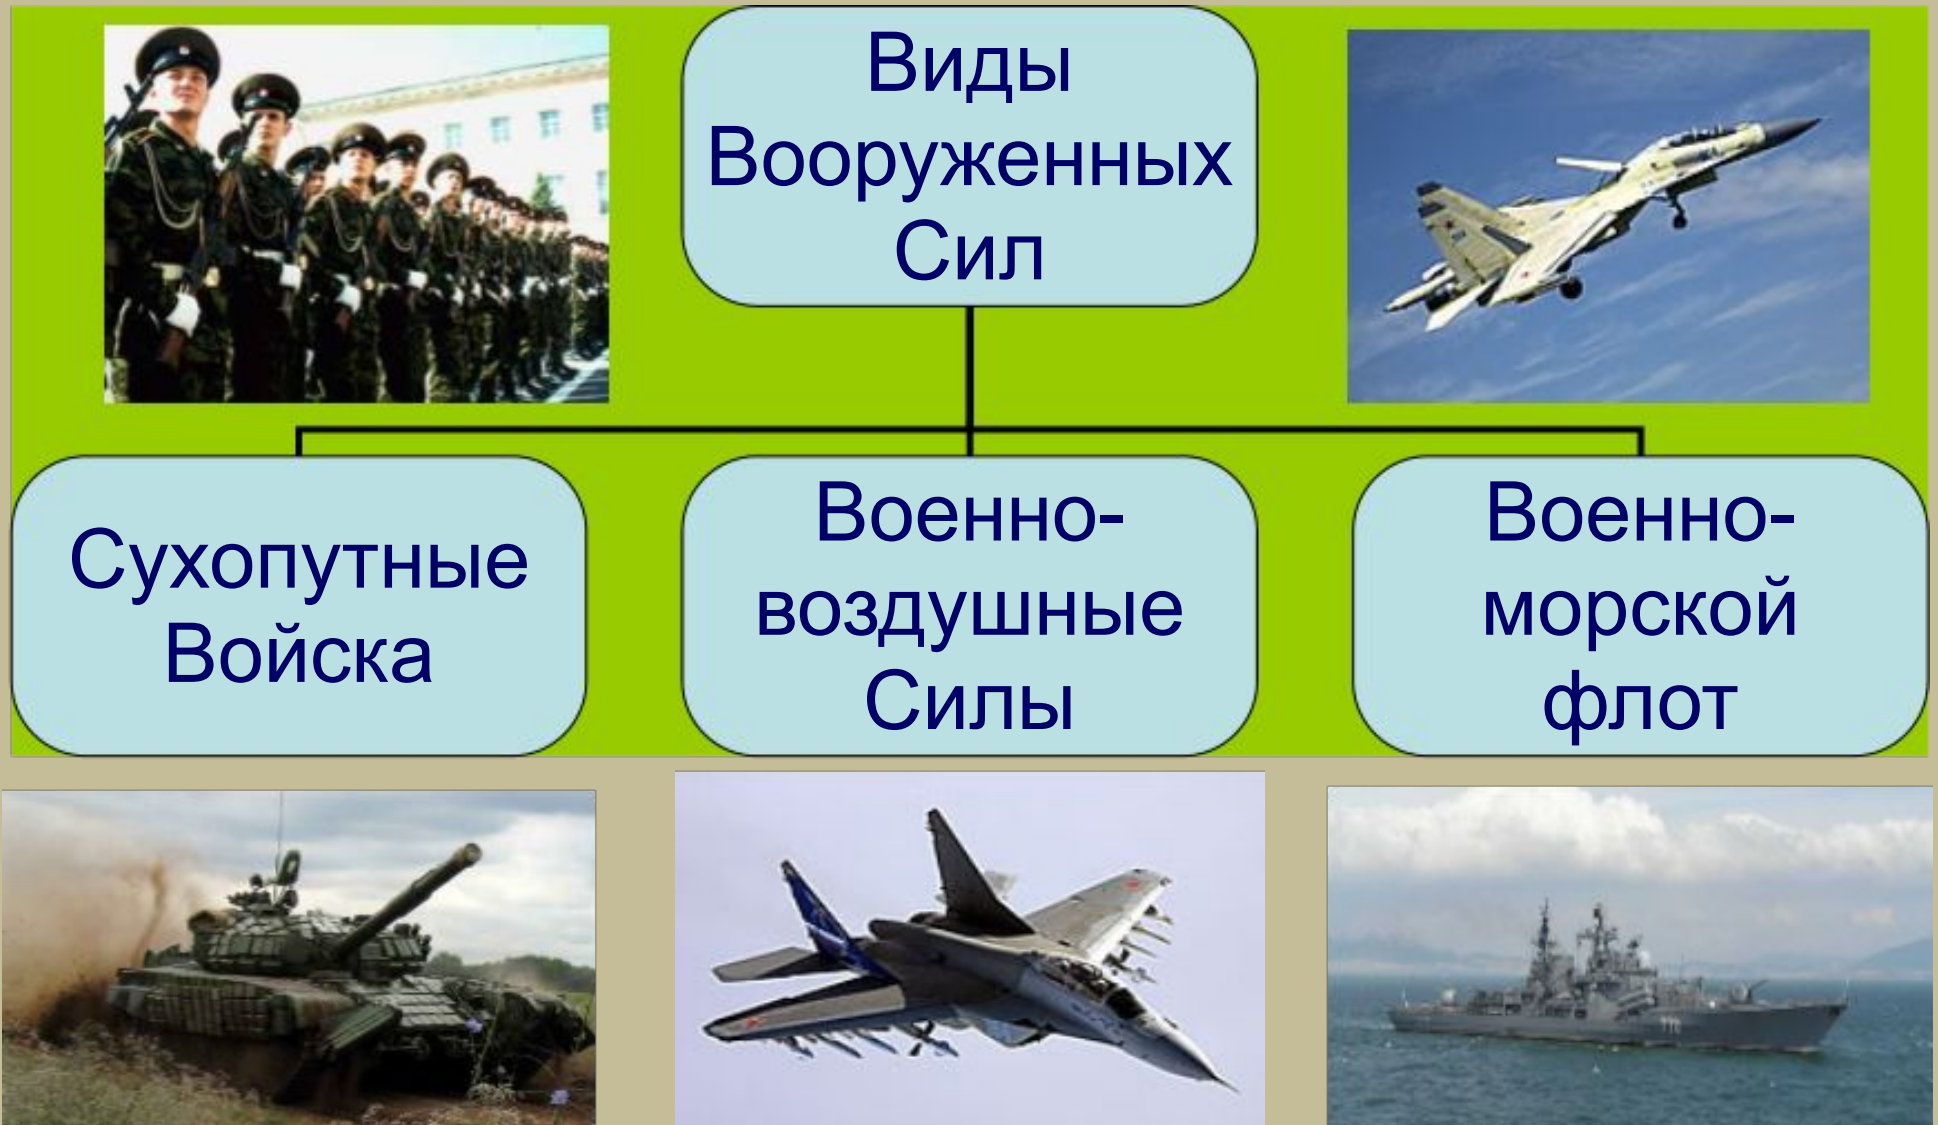 Виды
Вооруженных
Сил
Сухопутные
Войска
Военно-
воздушные
Силы
Военно-
морской
флот